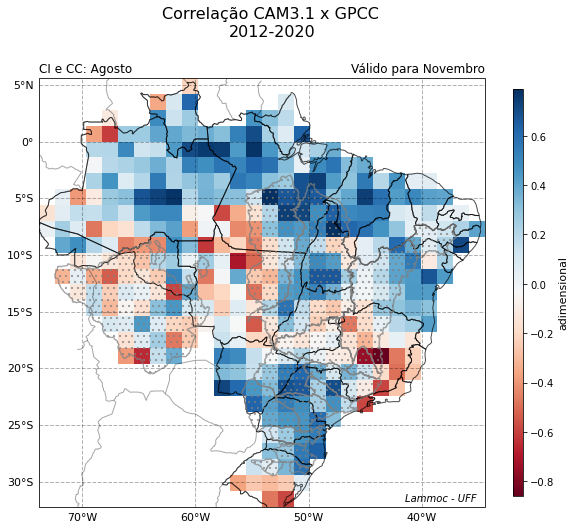 Correlação CAM3.1 x GPCC
2012-2020
CI e CC: Agosto
Válido para Novembro
5°N
0°
5°S
10°S
15°S
20°S
25°S
30°S
70°W
60°W
50°W
40°W
Lammoc - UFF
0.6
0.4
0.2
0.0
−0.2
−0.4
−0.6
−0.8
adimensional